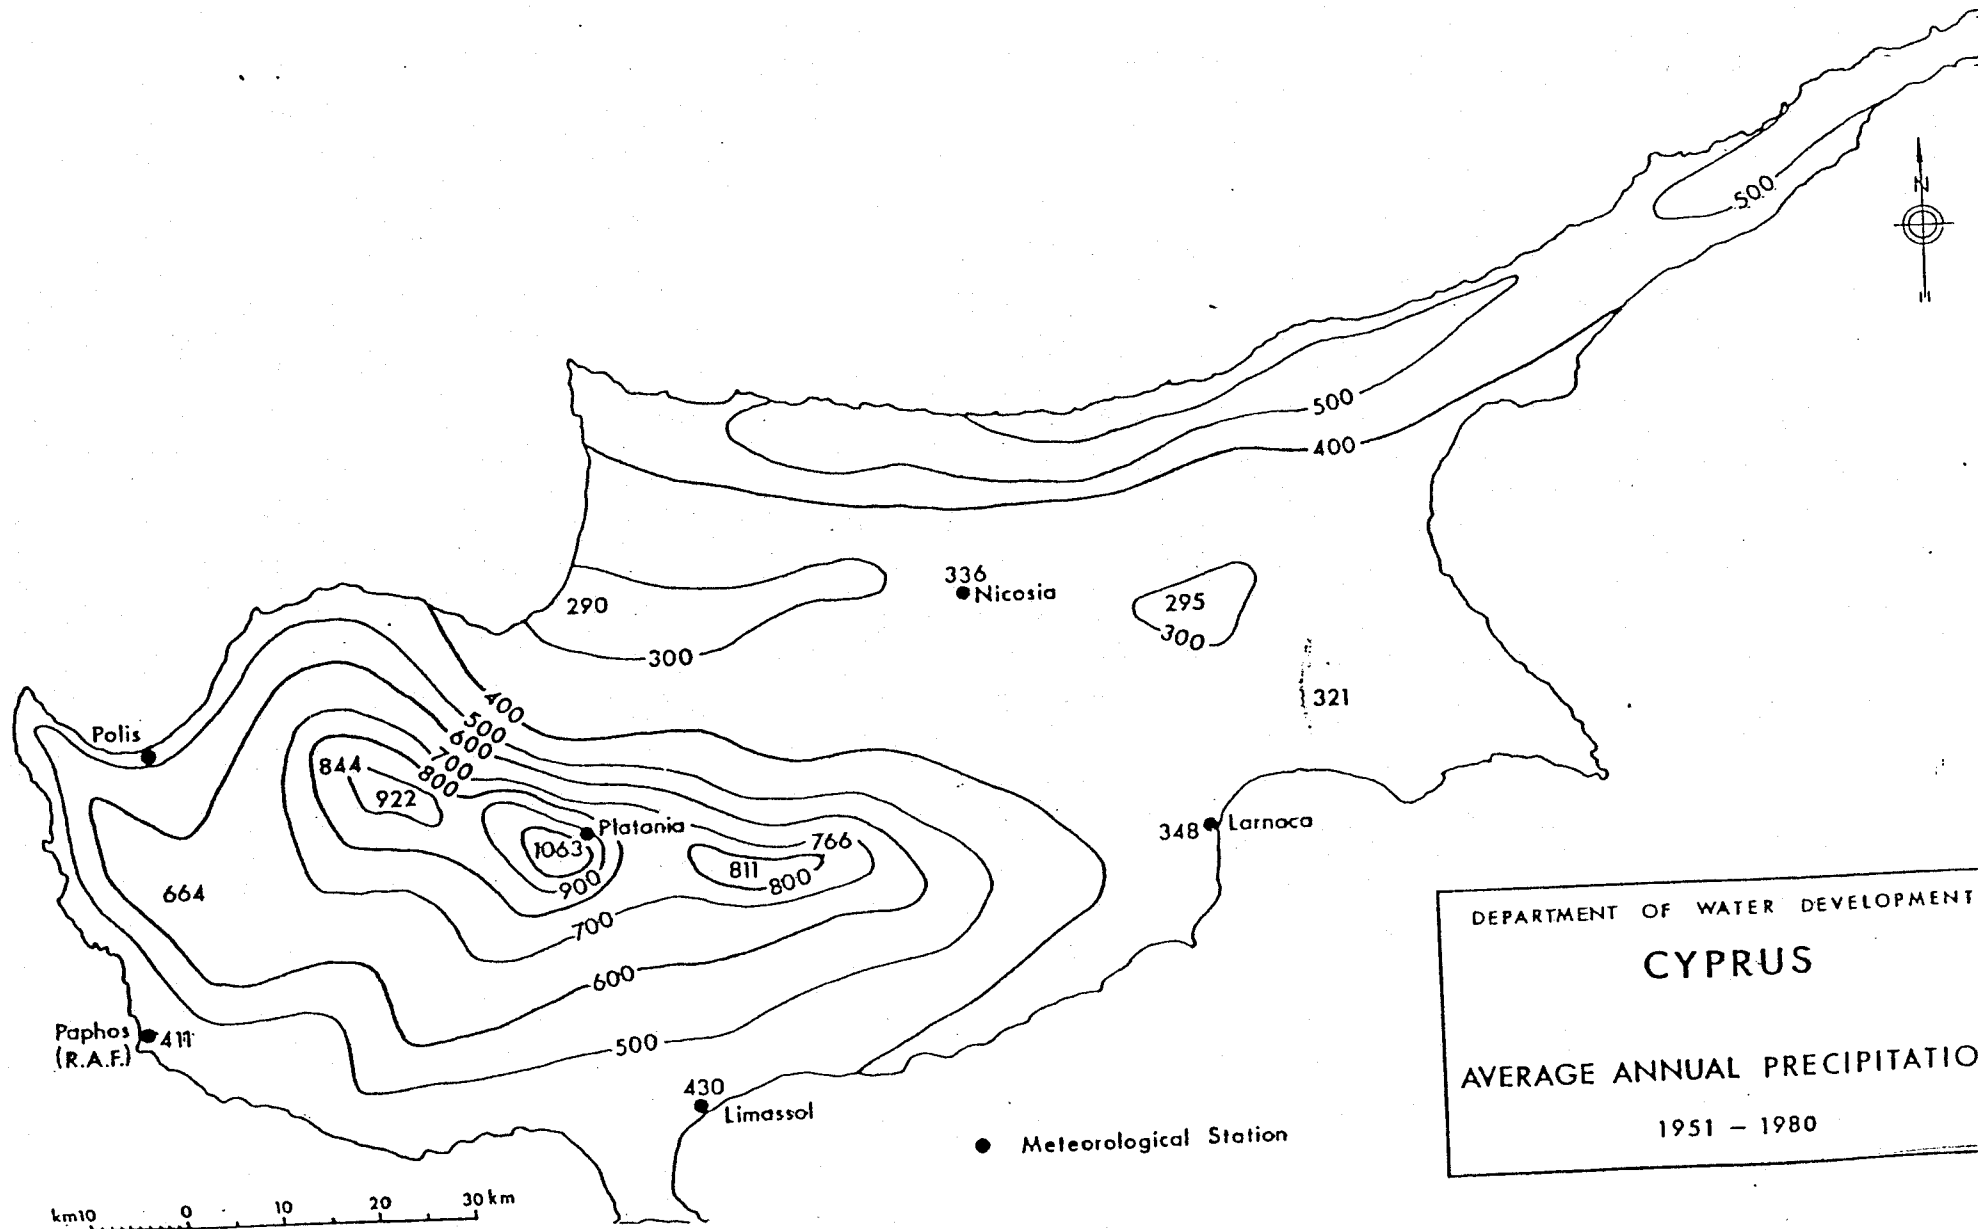 N
500
500
400
336
Nicosia
290
295
300
300
321
400
500
600
700
800
Polis
844
922
Platania
1063
900
766
811
800
348 Larnaca
664
700
600
500
Paphos
(R.A.F.)
411
430
Limassol
Meteorological Station
DEPARTMENT OF WATER DEVELOPMENT
CYPRUS
AVERAGE ANNUAL PRECIPITATIO
1951 – 1980
km10 0 10 20 30 km